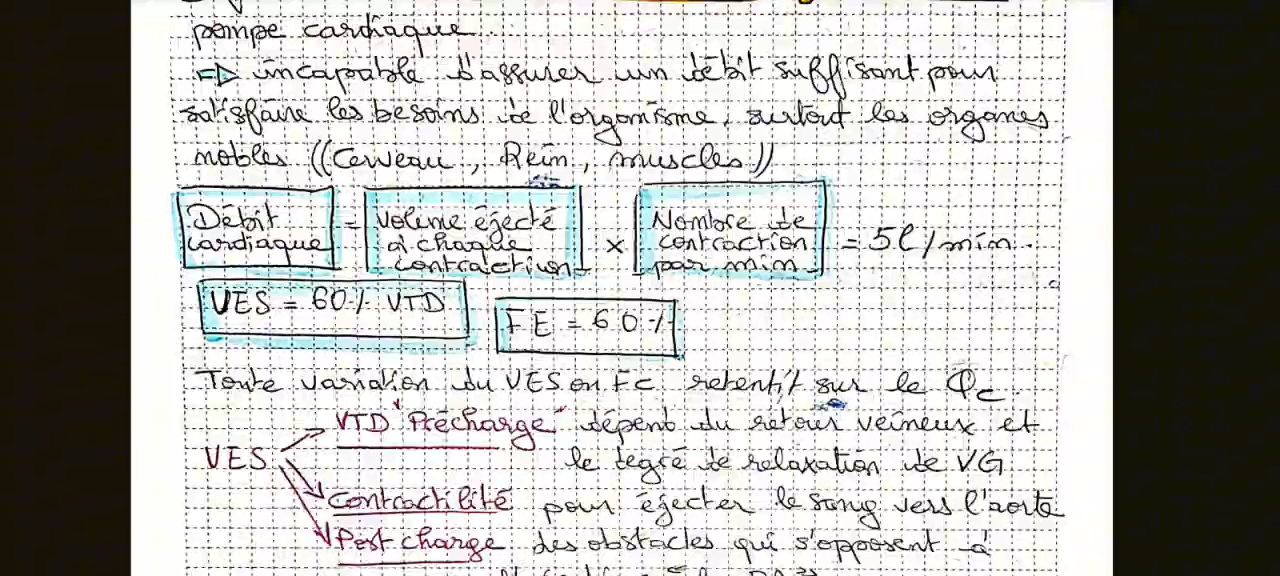 pompe cardiaque.
=> incapable d'assurer un débit suffisant pour
satisfaire les besoins de l'organisme, surtout les organes
nobles ((Cerveau, Rein, muscles))
Débit cardiaque = Volume éjecté à chaque contraction × Nombre de contraction par min = 5l/min.
VES = 60% VTD FE = 60%
Toute variation du VES ou Fc retentit sur le Qc
VTD "Précharge" dépent du retour veineux et
VES le degré de relaxation de VG
Contractilité pour éjecter le sang vers l'aorte
Post charge des obstacles qui s'opposent à